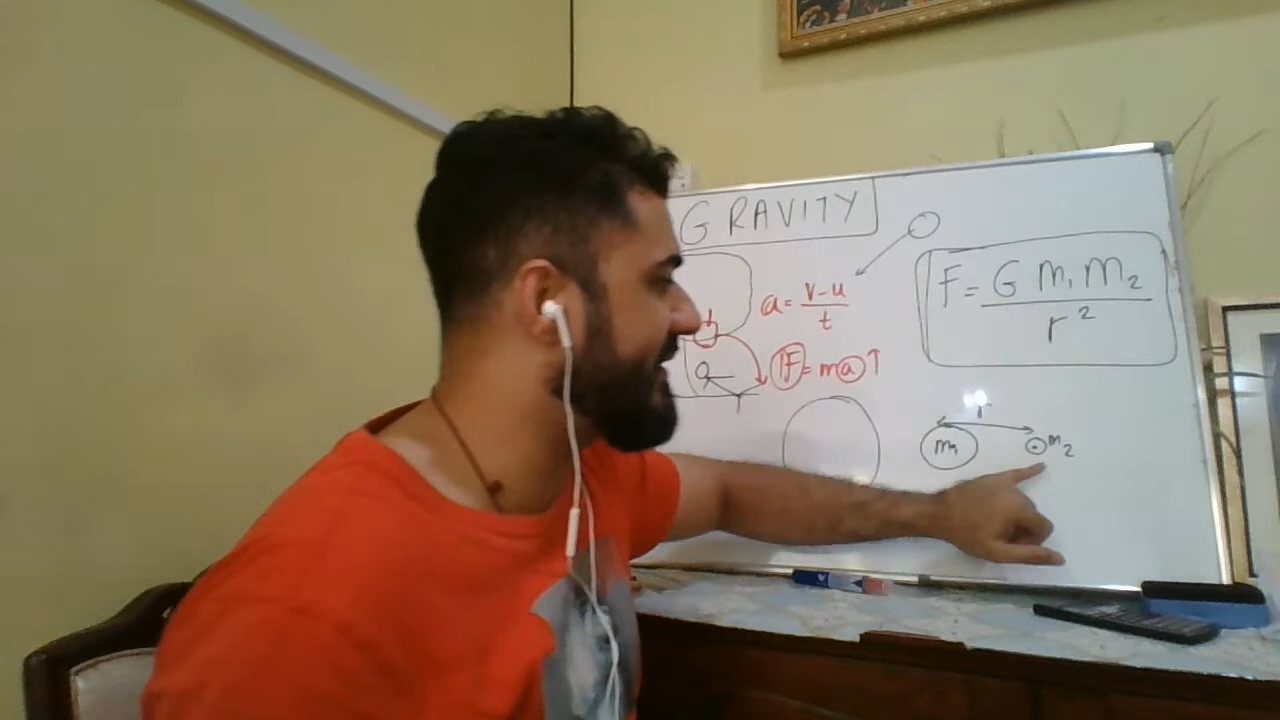 GRAVITY
a = v-u
t
F = ma↑
F = G m₁ m₂
r²
r
m₁ m₂